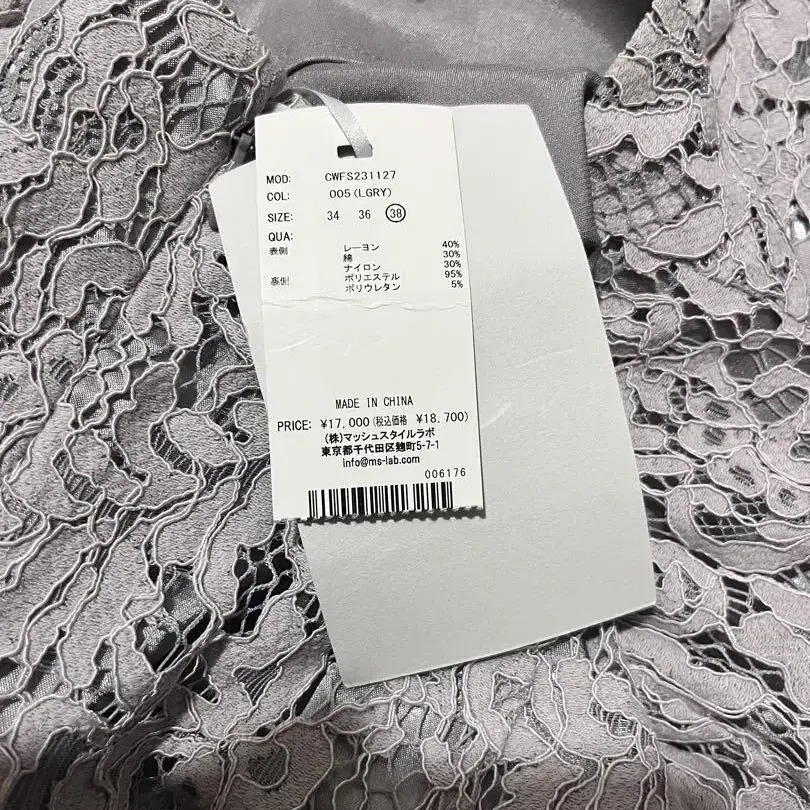 MOD: CWFS231127
COL: 005(LGRY)
SIZE: 34 36 38
QUA:
表側 レーヨン 40%
綿 30%
ナイロン 30%
裏側 ポリエステル 95%
ポリウレタン 5%
MADE IN CHINA
PRICE: ¥17,000(税込価格 ¥18,700)
(株)マッシュスタイルラボ
東京都千代田区麹町5-7-1
info@ms-lab.com
006176